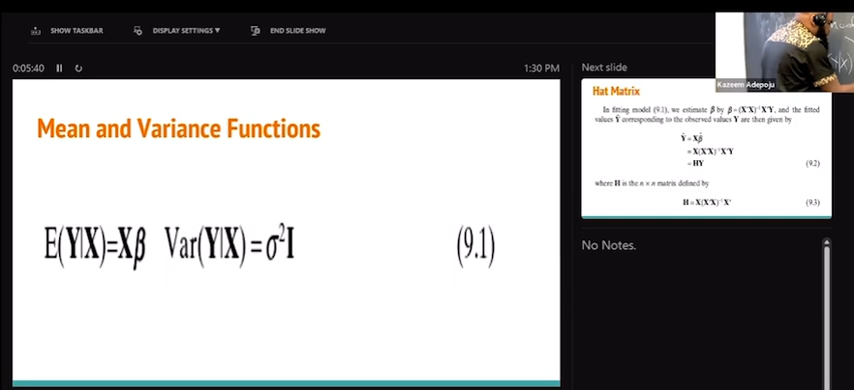 SHOW TASKBAR DISPLAY SETTINGS ▼ END SLIDE SHOW
0:05:40 1:30 PM
Mean and Variance Functions
E(Y|X)=Xβ Var(Y|X)=σ²I (9.1)
Next slide
Kazeem Adepoju
Hat Matrix
In fitting model (9.1), we estimate β by β̂=(X'X)⁻¹X'Y, and the fitted
values Ŷ corresponding to the observed values Y are then given by
Ŷ = Xβ̂
= X(X'X)⁻¹X'Y
= HY (9.2)
where H is the n × n matrix defined by
H = X(X'X)⁻¹X' (9.3)
No Notes.